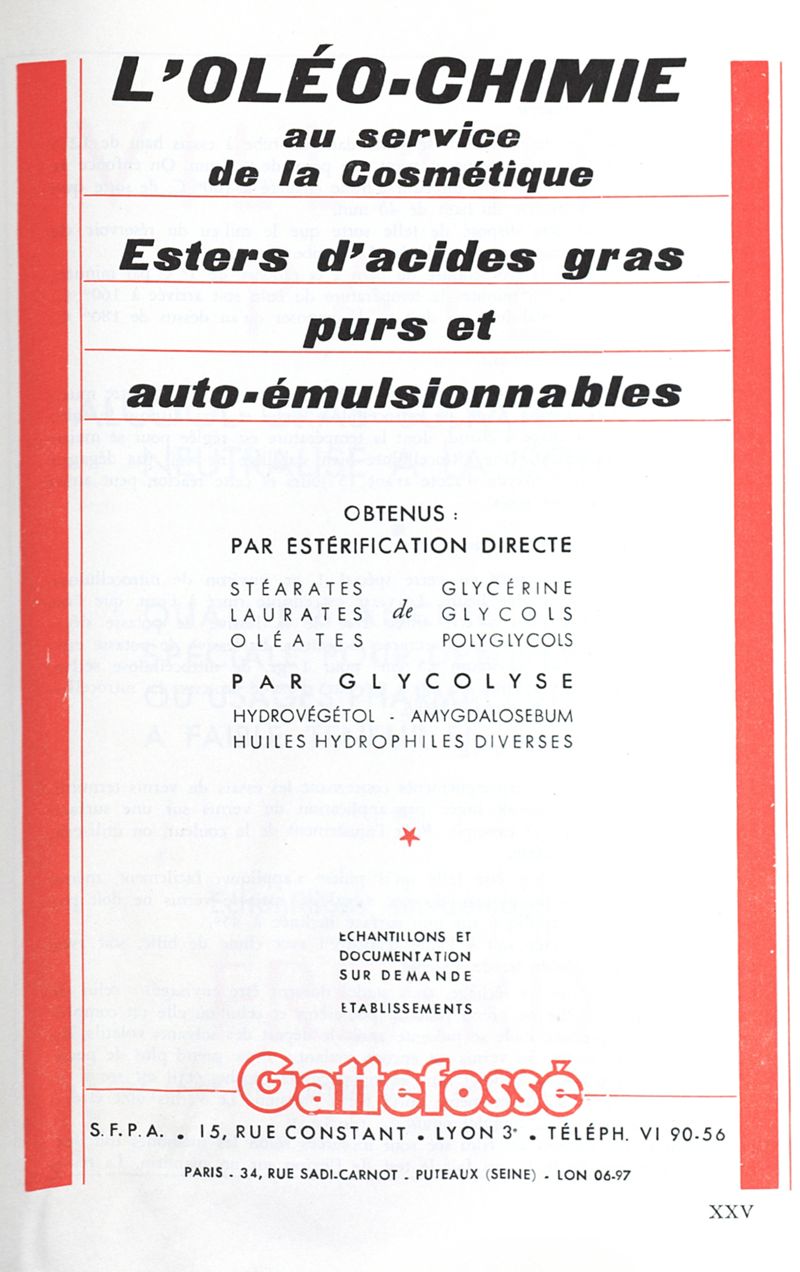 L'OLÉO-CHIMIE
au service
de la Cosmétique
Esters d'acides gras
purs et
auto-émulsionnables
OBTENUS :
PAR ESTÉRIFICATION DIRECTE
STÉARATES GLYCÉRINE
LAURATES de GLYCOLS
OLÉATES POLYGLYCOLS
PAR GLYCOLYSE
HYDROVÉGÉTOL - AMYGDALOSEBUM
HUILES HYDROPHILES DIVERSES
ECHANTILLONS ET
DOCUMENTATION
SUR DEMANDE
ETABLISSEMENTS
Gattefossé
S.F.P.A. . 15, RUE CONSTANT . LYON 3e . TÉLÉPH. VI 90-56
PARIS - 34, RUE SADI-CARNOT - PUTEAUX (SEINE) - LON 06-97
XXV